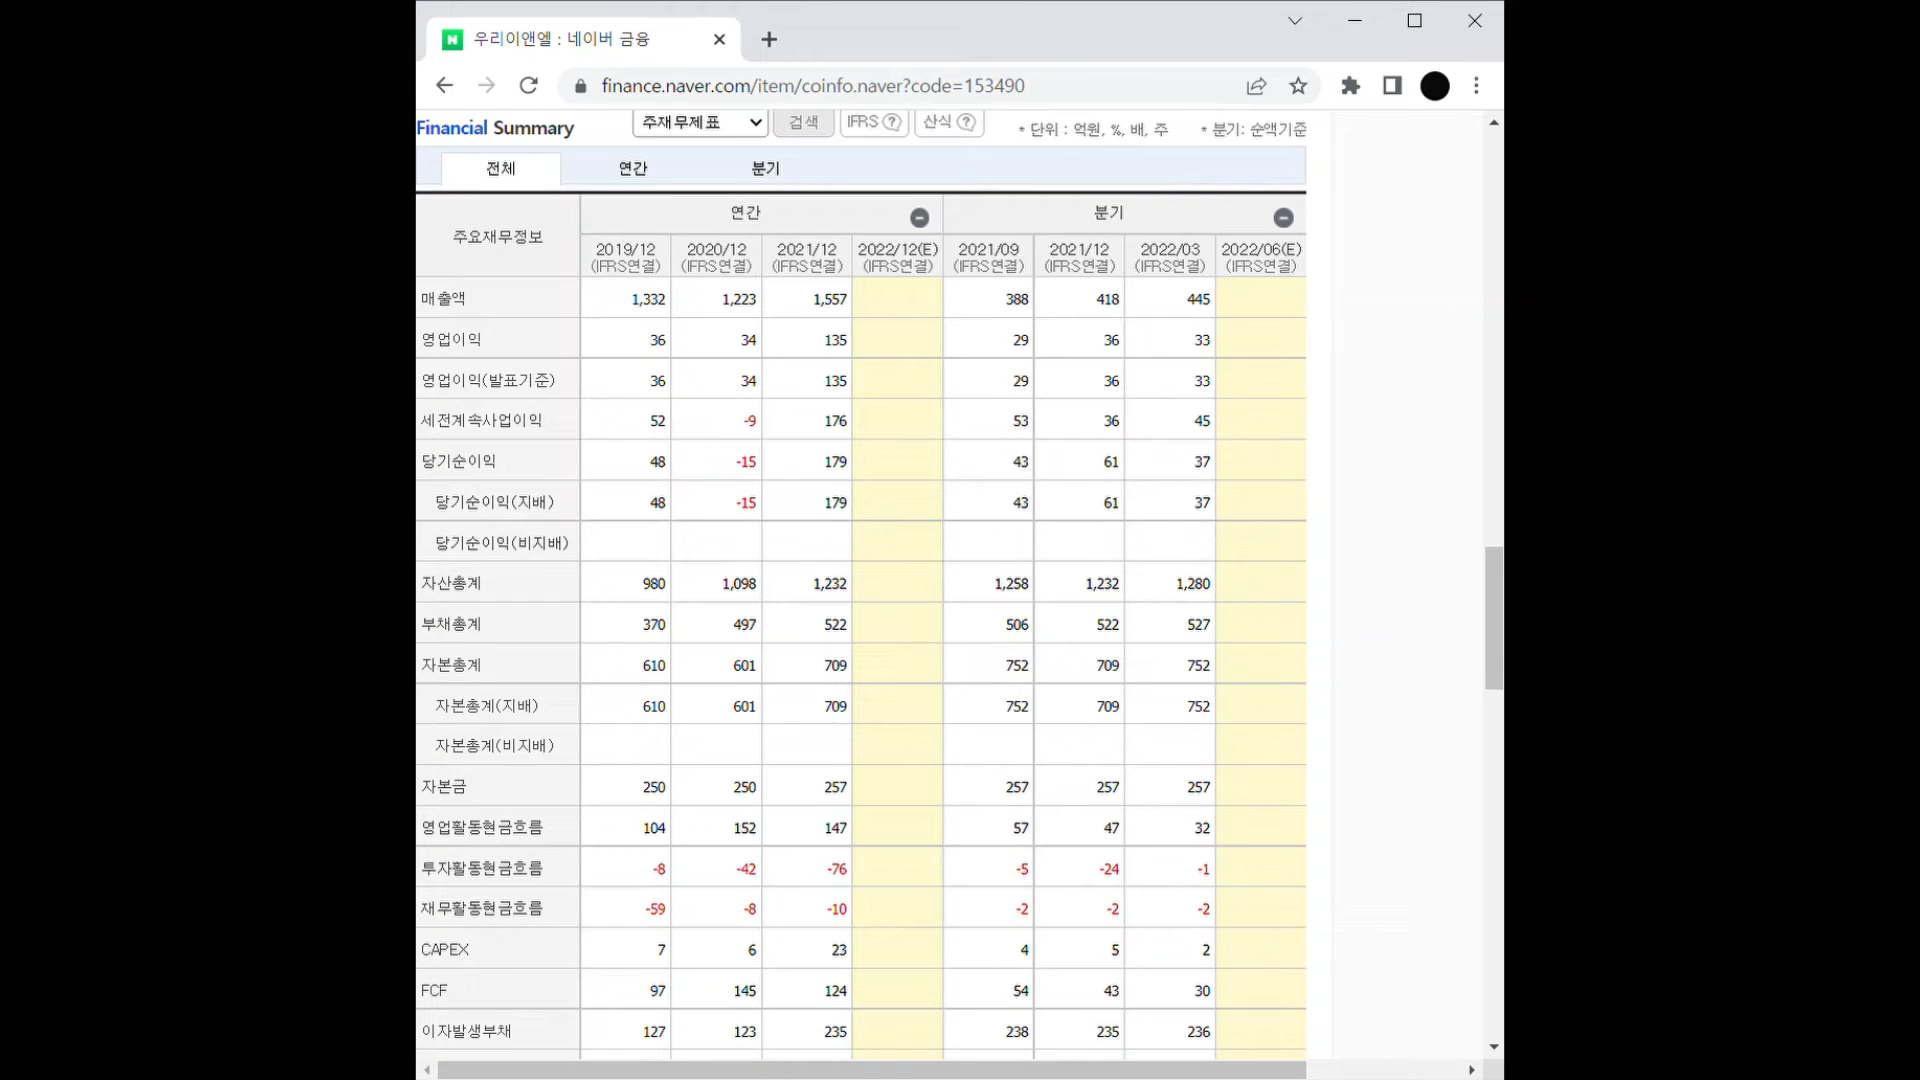 우리이앤엘 : 네이버 금융
finance.naver.com/item/coinfo.naver?code=153490
Financial Summary 주재무제표 검색 IFRS ? 산식 ? * 단위 : 억원, %, 배, 주 * 분기: 순액기준
전체 연간 분기
주요재무정보 연간 분기
2019/12 2020/12 2021/12 2022/12(E) 2021/09 2021/12 2022/03 2022/06(E)
(IFRS연결) (IFRS연결) (IFRS연결) (IFRS연결) (IFRS연결) (IFRS연결) (IFRS연결) (IFRS연결)
매출액 1,332 1,223 1,557 388 418 445
영업이익 36 34 135 29 36 33
영업이익(발표기준) 36 34 135 29 36 33
세전계속사업이익 52 -9 176 53 36 45
당기순이익 48 -15 179 43 61 37
당기순이익(지배) 48 -15 179 43 61 37
당기순이익(비지배)
자산총계 980 1,098 1,232 1,258 1,232 1,280
부채총계 370 497 522 506 522 527
자본총계 610 601 709 752 709 752
자본총계(지배) 610 601 709 752 709 752
자본총계(비지배)
자본금 250 250 257 257 257 257
영업활동현금흐름 104 152 147 57 47 32
투자활동현금흐름 -8 -42 -76 -5 -24 -1
재무활동현금흐름 -59 -8 -10 -2 -2 -2
CAPEX 7 6 23 4 5 2
FCF 97 145 124 54 43 30
이자발생부채 127 123 235 238 235 236